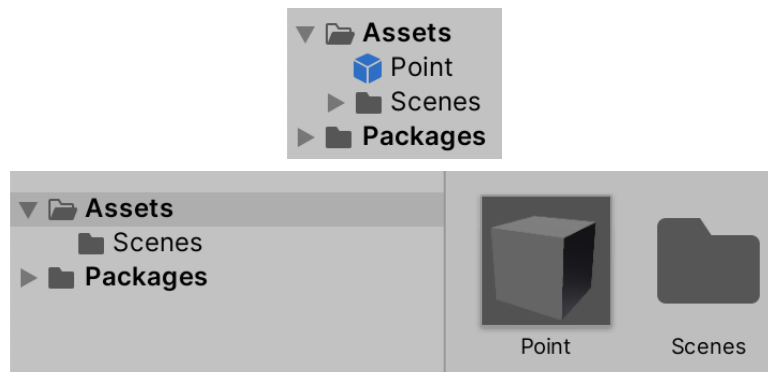 Assets
Point
Scenes
Packages
Assets
Scenes
Packages
Point
Scenes